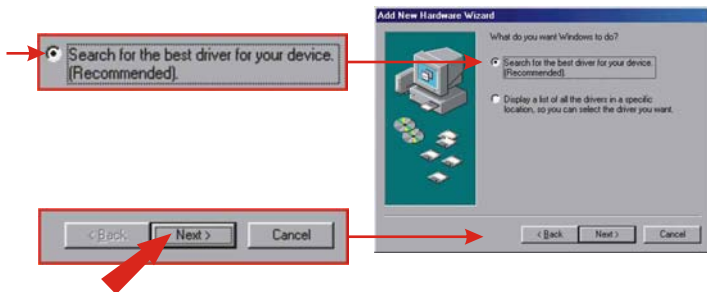 Search for the best driver for your device.
(Recommended).
< Back
Next >
Cancel
Add New Hardware Wizard
What do you want Windows to do?
Search for the best driver for your device.
(Recommended).
Display a list of all the drivers in a specific
location, so you can select the driver you want.
< Back
Next >
Cancel